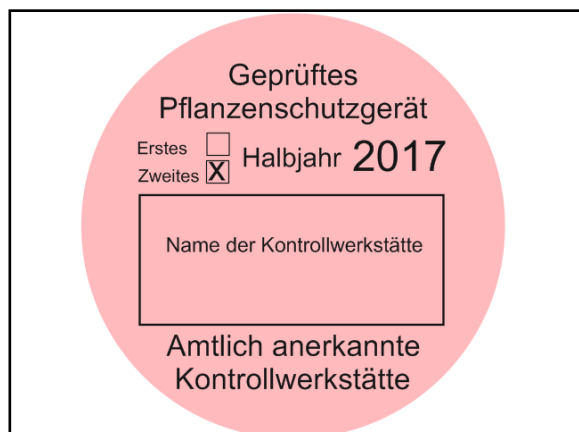 Geprüftes
Pflanzenschutzgerät
Erstes
Zweites X Halbjahr 2017
Name der Kontrollwerkstätte
Amtlich anerkannte
Kontrollwerkstätte